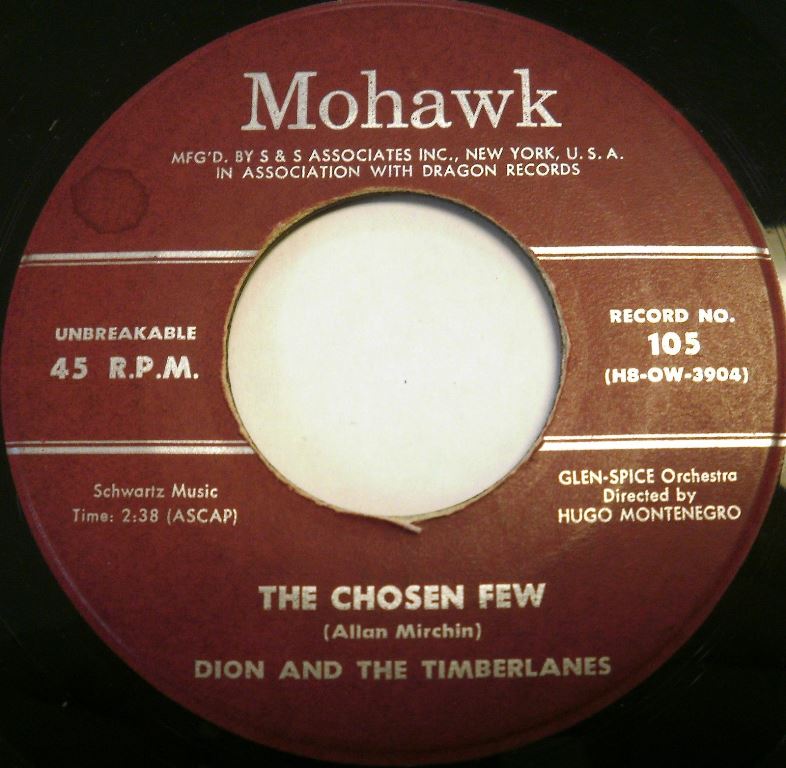 Mohawk
MFG'D. BY S & S ASSOCIATES INC., NEW YORK, U.S.A.
IN ASSOCIATION WITH DRAGON RECORDS
UNBREAKABLE
45 R.P.M.
RECORD NO.
105
(H8-OW-3904)
Schwartz Music
Time: 2:38 (ASCAP)
GLEN-SPICE Orchestra
Directed by
HUGO MONTENEGRO
THE CHOSEN FEW
(Allan Mirchin)
DION AND THE TIMBERLANES